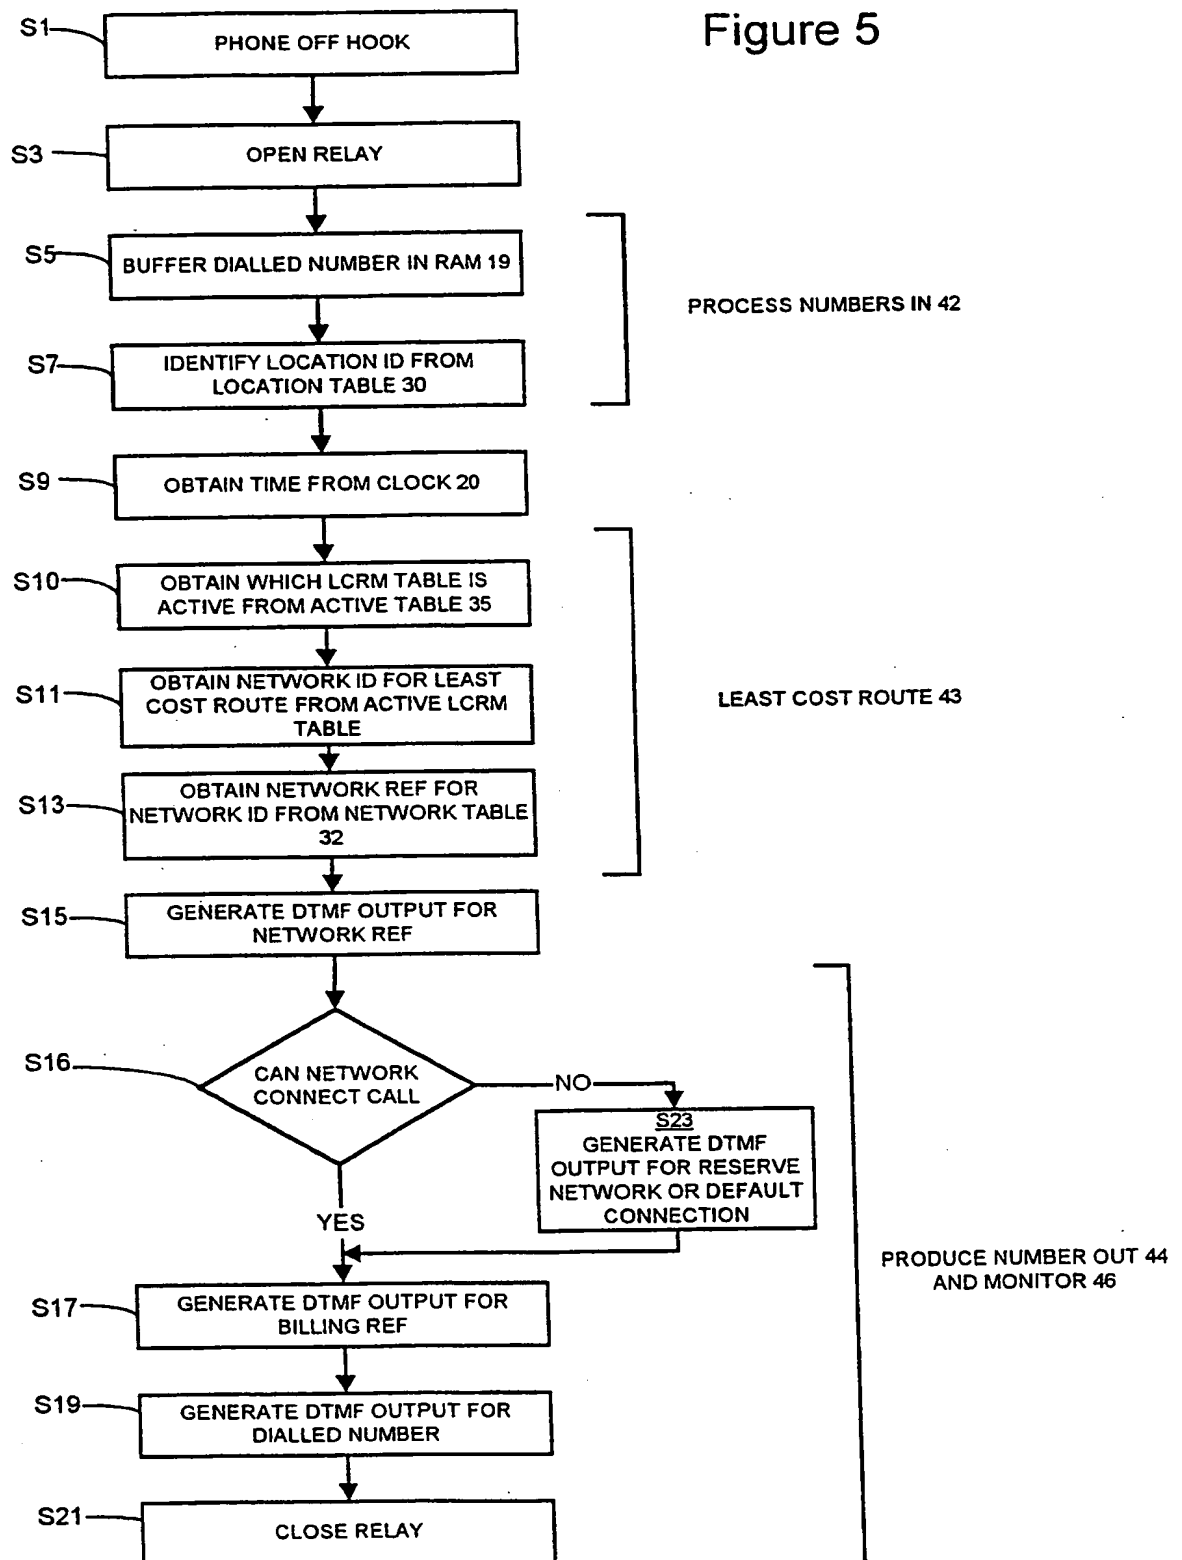 Figure 5
S1
PHONE OFF HOOK
S3
OPEN RELAY
S5
BUFFER DIALLED NUMBER IN RAM 19
PROCESS NUMBERS IN 42
S7
IDENTIFY LOCATION ID FROM
LOCATION TABLE 30
S9
OBTAIN TIME FROM CLOCK 20
S10
OBTAIN WHICH LCRM TABLE IS
ACTIVE FROM ACTIVE TABLE 35
S11
OBTAIN NETWORK ID FOR LEAST
COST ROUTE FROM ACTIVE LCRM
TABLE
LEAST COST ROUTE 43
S13
OBTAIN NETWORK REF FOR
NETWORK ID FROM NETWORK TABLE
32
S15
GENERATE DTMF OUTPUT FOR
NETWORK REF
S16
CAN NETWORK
CONNECT CALL
NO
S23
GENERATE DTMF
OUTPUT FOR RESERVE
NETWORK OR DEFAULT
CONNECTION
YES
PRODUCE NUMBER OUT 44
AND MONITOR 46
S17
GENERATE DTMF OUTPUT FOR
BILLING REF
S19
GENERATE DTMF OUTPUT FOR
DIALLED NUMBER
S21
CLOSE RELAY